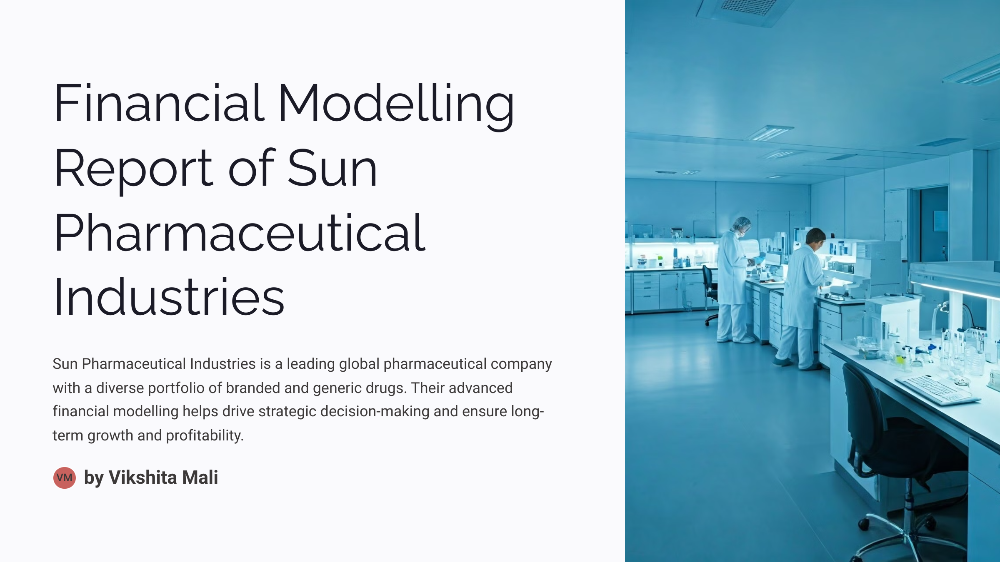 Financial Modelling
Report of Sun
Pharmaceutical
Industries
Sun Pharmaceutical Industries is a leading global pharmaceutical company
with a diverse portfolio of branded and generic drugs. Their advanced
financial modelling helps drive strategic decision-making and ensure long-
term growth and profitability.
VM by Vikshita Mali